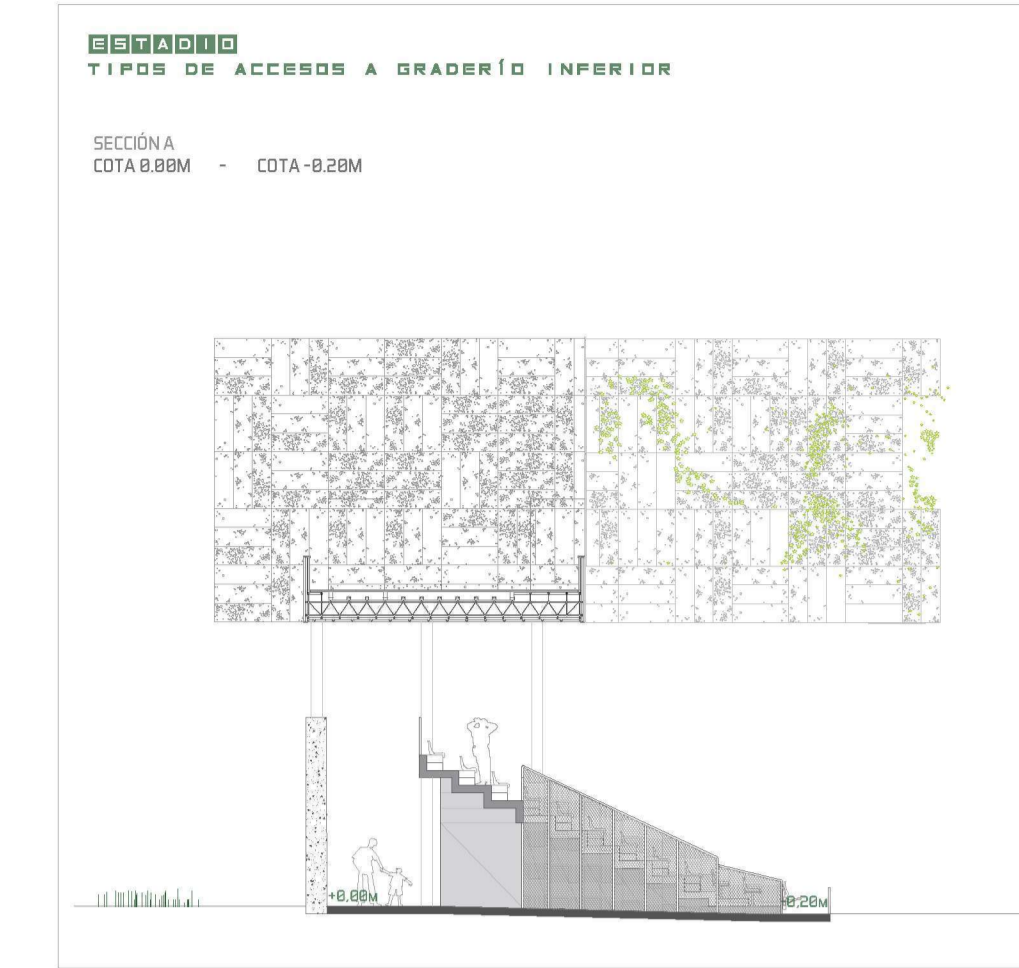 ESTADIO
TIPOS DE ACCESOS A GRADERÍO INFERIOR
SECCIÓN A
COTA 0.00M - COTA -0.20M
+0,00M
-0,20M